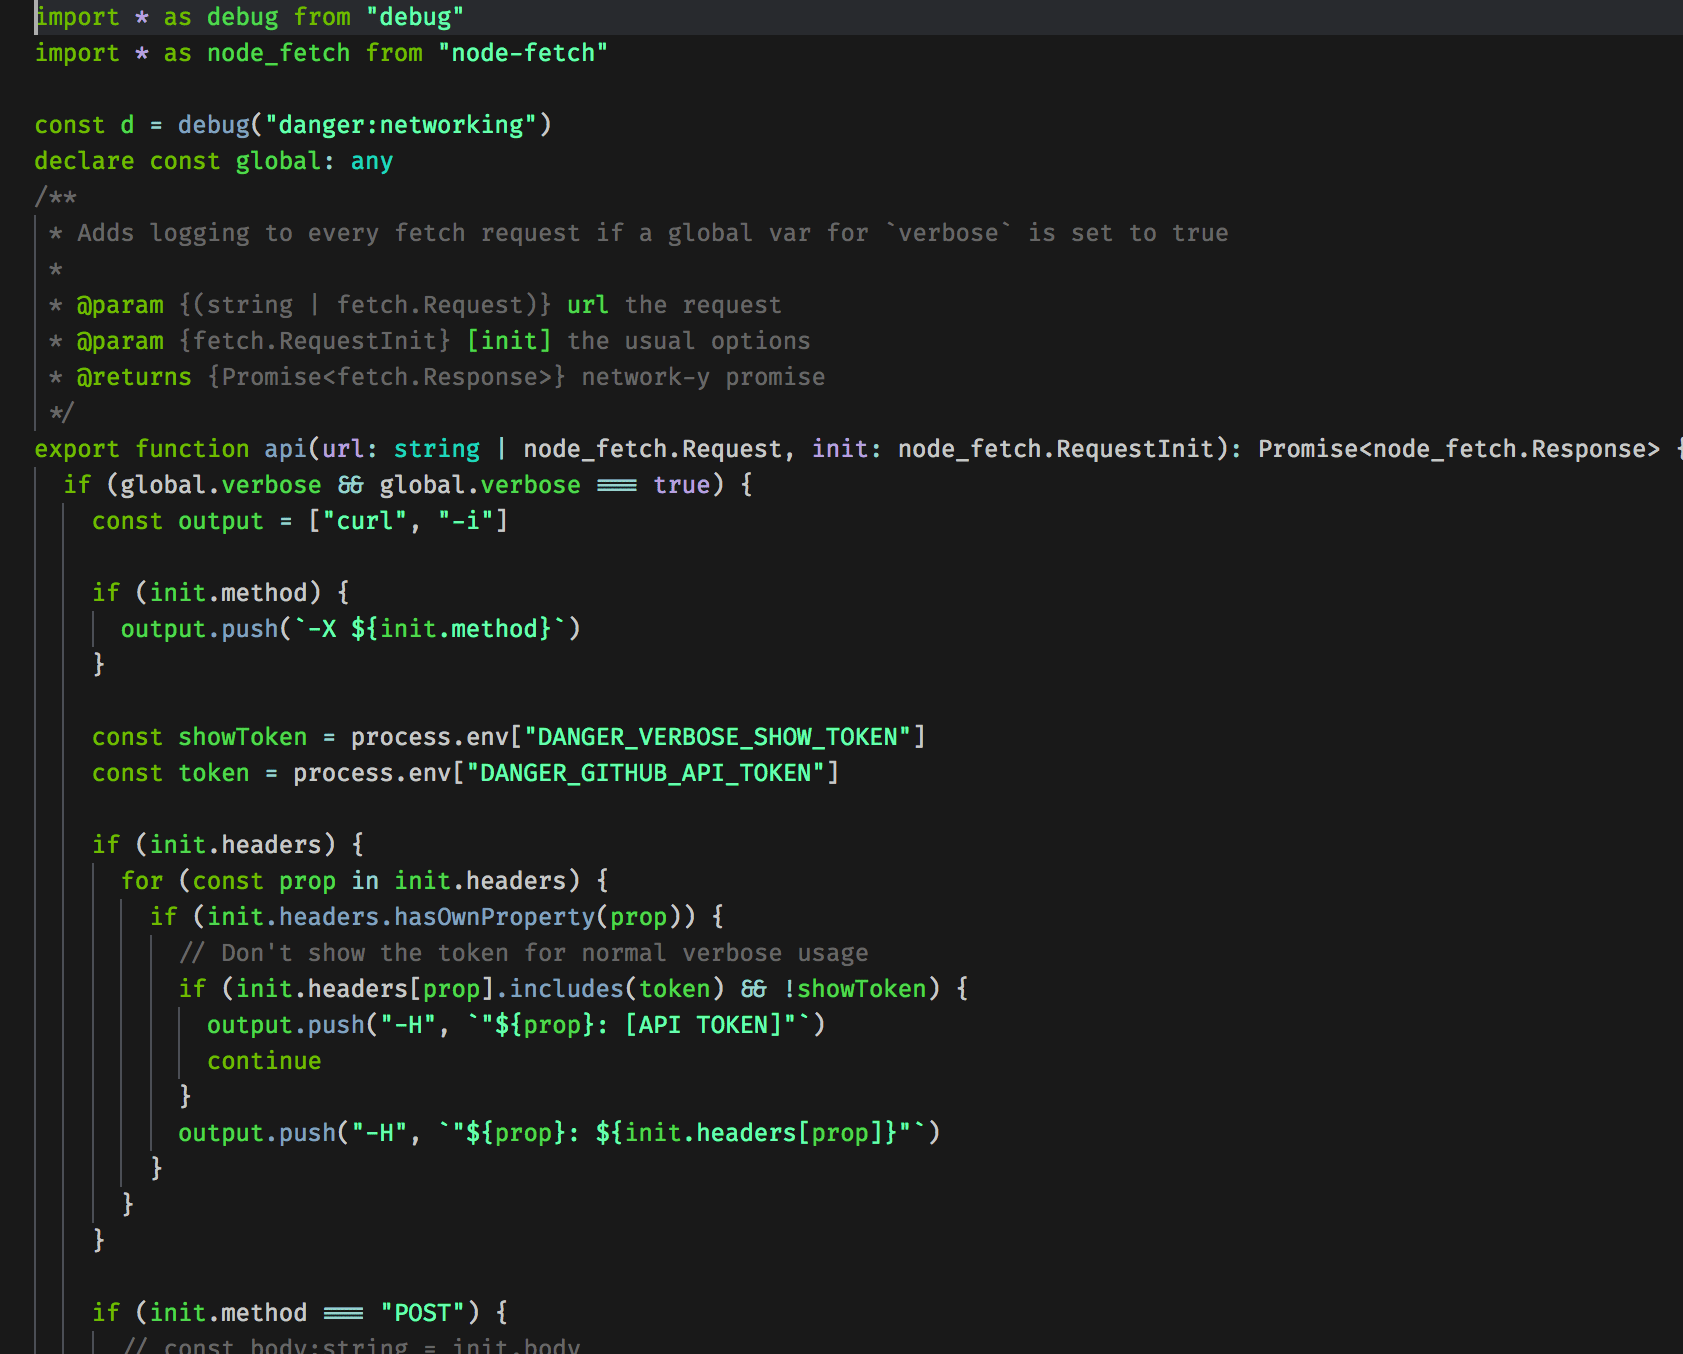 import * as debug from "debug"
import * as node_fetch from "node-fetch"
const d = debug("danger:networking")
declare const global: any
/**
* Adds logging to every fetch request if a global var for `verbose` is set to true
*
* @param {(string | fetch.Request)} url the request
* @param {fetch.RequestInit} [init] the usual options
* @returns {Promise<fetch.Response>} network-y promise
*/
export function api(url: string | node_fetch.Request, init: node_fetch.RequestInit): Promise<node_fetch.Response> {
if (global.verbose && global.verbose === true) {
const output = ["curl", "-i"]
if (init.method) {
output.push(`-X ${init.method}`)
}
const showToken = process.env["DANGER_VERBOSE_SHOW_TOKEN"]
const token = process.env["DANGER_GITHUB_API_TOKEN"]
if (init.headers) {
for (const prop in init.headers) {
if (init.headers.hasOwnProperty(prop)) {
// Don't show the token for normal verbose usage
if (init.headers[prop].includes(token) && !showToken) {
output.push("-H", `"${prop}: [API TOKEN]"`)
continue
}
output.push("-H", `"${prop}: ${init.headers[prop]}"`)
}
}
}
if (init.method === "POST") {
// const body:string = init.body